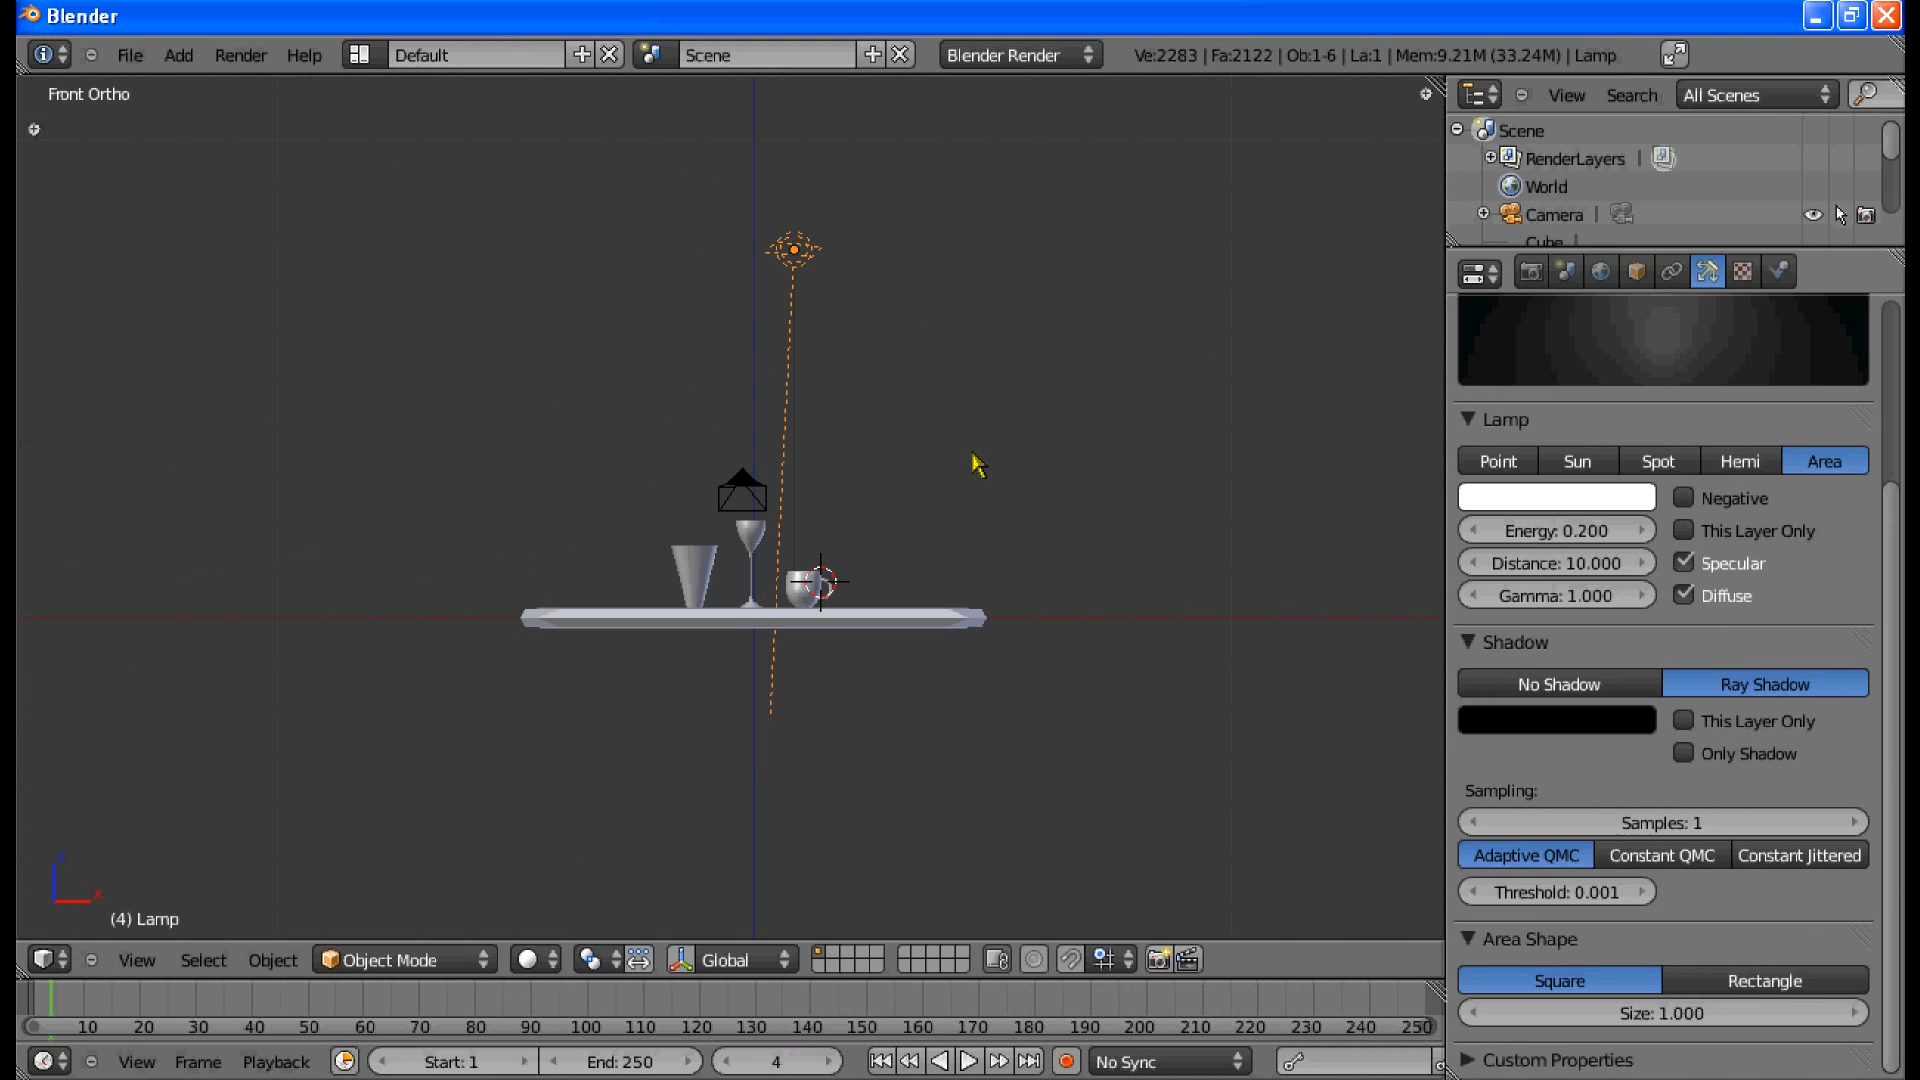 Blender
File Add Render Help Default Scene Blender Render Ve:2283 | Fa:2122 | Ob:1-6 | La:1 | Mem:9.21M (33.24M) | Lamp
Front Ortho
View Search All Scenes
Scene
RenderLayers
World
Camera
Cube
Lamp
Point Sun Spot Hemi Area
Negative
Energy: 0.200 This Layer Only
Distance: 10.000 Specular
Gamma: 1.000 Diffuse
Shadow
No Shadow Ray Shadow
This Layer Only
Only Shadow
Sampling:
Samples: 1
Adaptive QMC Constant QMC Constant Jittered
Threshold: 0.001
Area Shape
Square Rectangle
Size: 1.000
Custom Properties
z
x
(4) Lamp
View Select Object Object Mode Global
10 20 30 40 50 60 70 80 90 100 110 120 130 140 150 160 170 180 190 200 210 220 230 240 250
View Frame Playback Start: 1 End: 250 4 No Sync